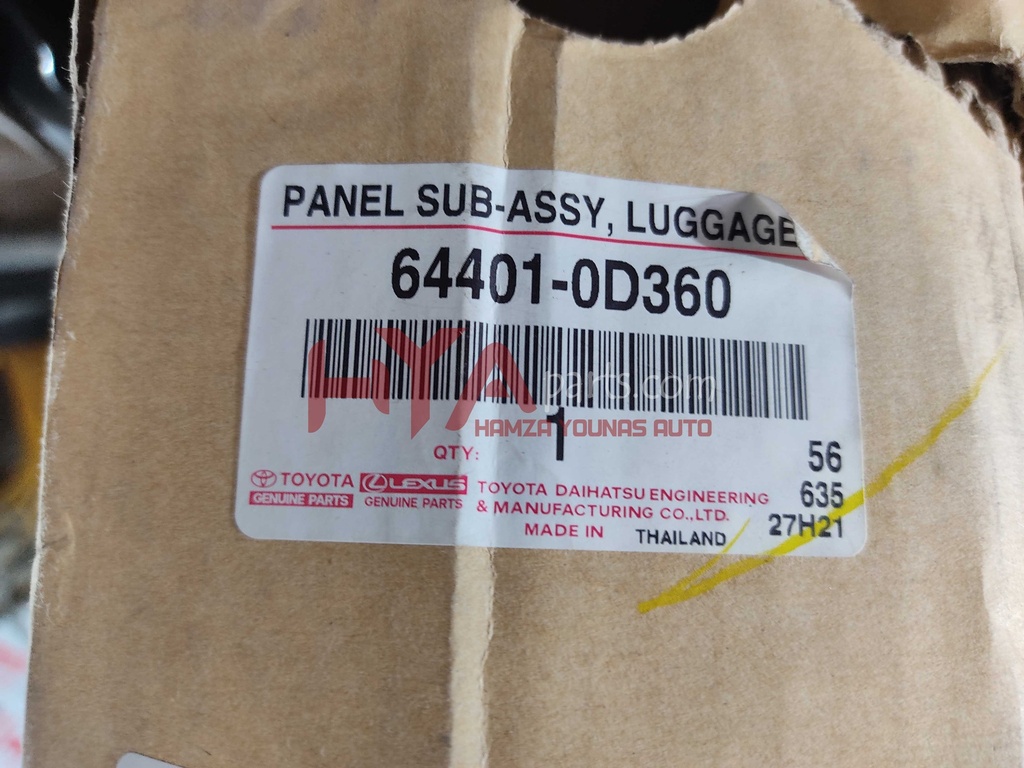 PANEL SUB-ASSY, LUGGAGE
64401-0D360
HYA parts.com
HAMZA YOUNAS AUTO
QTY: 1
56
TOYOTA LEXUS TOYOTA DAIHATSU ENGINEERING 635
GENUINE PARTS GENUINE PARTS & MANUFACTURING CO.,LTD. 27H21
MADE IN THAILAND